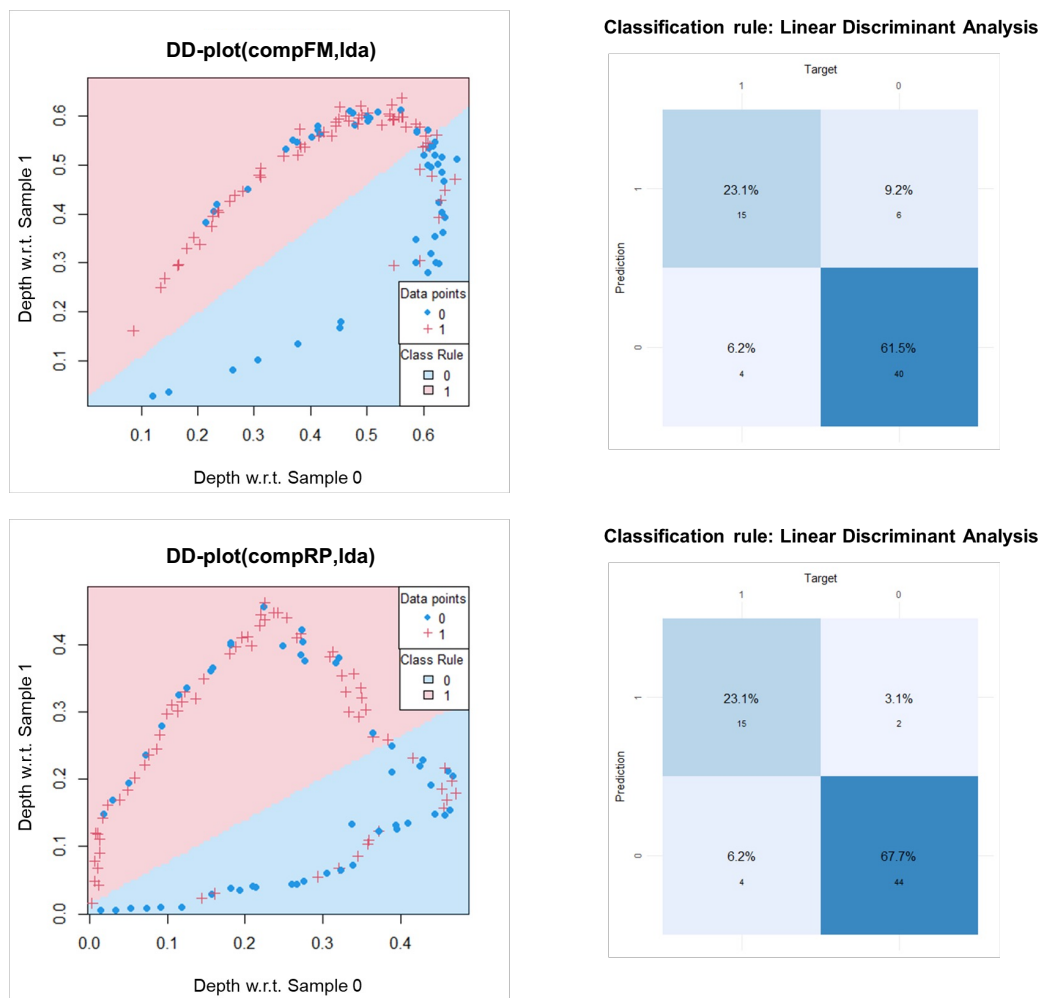 DD-plot(compFM,lda)
Depth w.r.t. Sample 1
0.6
0.5
0.4
0.3
0.2
0.1
0.1 0.2 0.3 0.4 0.5 0.6
Depth w.r.t. Sample 0
Data points
0
1
Class Rule
0
1
Classification rule: Linear Discriminant Analysis
Target
1 0
Prediction
1
23.1% 9.2%
15 6
0
6.2% 61.5%
4 40
DD-plot(compRP,lda)
Depth w.r.t. Sample 1
0.4
0.3
0.2
0.1
0.0
0.0 0.1 0.2 0.3 0.4
Depth w.r.t. Sample 0
Data points
0
1
Class Rule
0
1
Classification rule: Linear Discriminant Analysis
Target
1 0
Prediction
1
23.1% 3.1%
15 2
0
6.2% 67.7%
4 44